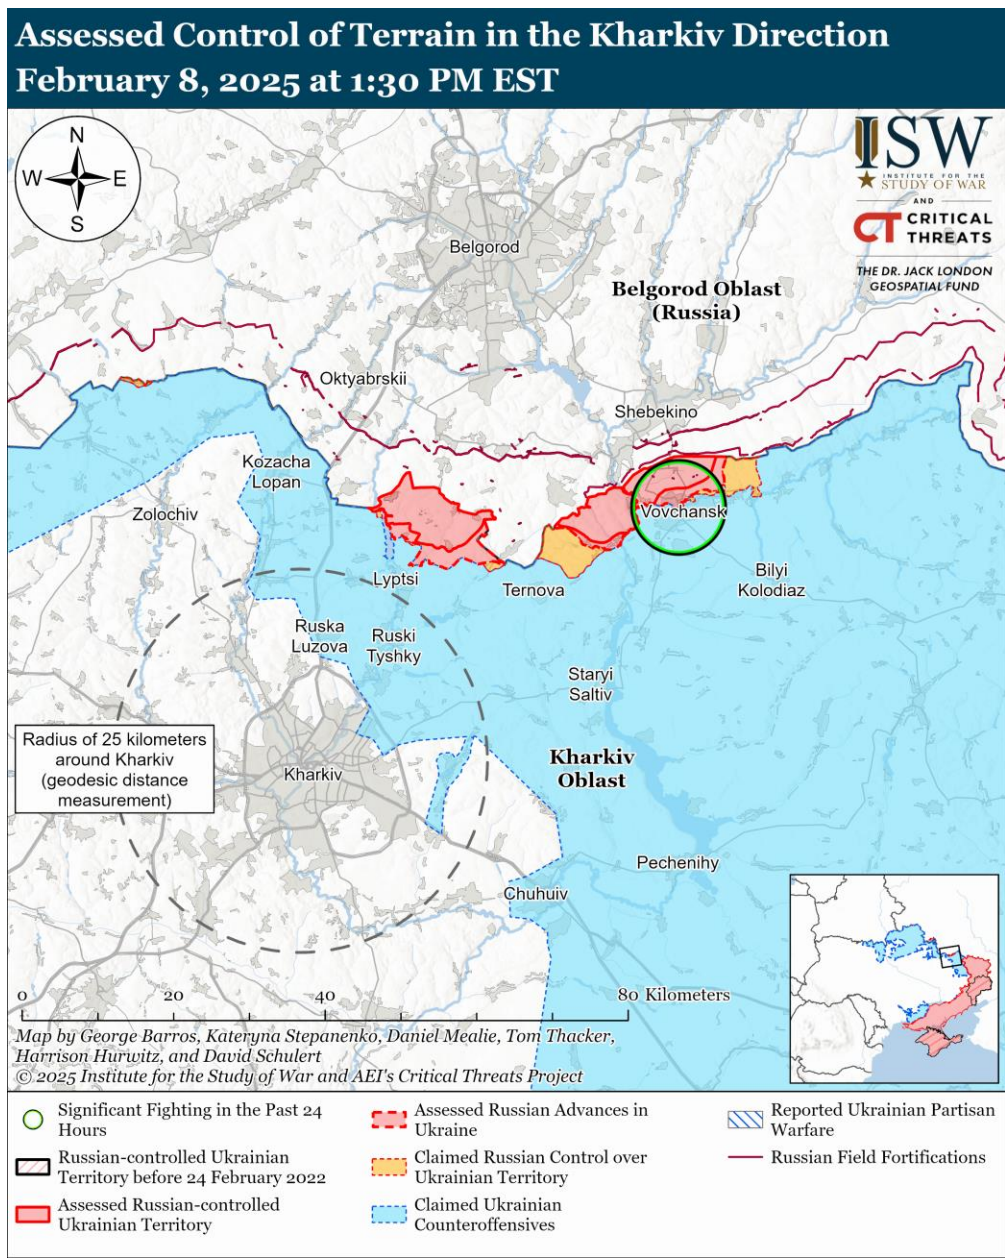 Assessed Control of Terrain in the Kharkiv Direction
February 8, 2025 at 1:30 PM EST
N
W
E
S
ISW
INSTITUTE FOR THE
STUDY OF WAR
AND
CT CRITICAL
THREATS
THE DR. JACK LONDON
GEOSPATIAL FUND
Belgorod
Belgorod Oblast
(Russia)
Oktyabrskii
Shebekino
Kozacha
Lopan
Zolochiv
Vovchansk
Lyptsi
Ternova
Bilyi
Kolodiaz
Ruska
Luzova
Ruski
Tyshky
Staryi
Saltiv
Radius of 25 kilometers
around Kharkiv
(geodesic distance
measurement)
Kharkiv
Kharkiv
Oblast
Pechenihy
Chuhuiv
0
20
40
80 Kilometers
Map by George Barros, Kateryna Stepanenko, Daniel Mealie, Tom Thacker,
Harrison Hurwitz, and David Schulert
© 2025 Institute for the Study of War and AEI's Critical Threats Project
Significant Fighting in the Past 24
Hours
Russian-controlled Ukrainian
Territory before 24 February 2022
Assessed Russian-controlled
Ukrainian Territory
Assessed Russian Advances in
Ukraine
Claimed Russian Control over
Ukrainian Territory
Claimed Ukrainian
Counteroffensives
Reported Ukrainian Partisan
Warfare
Russian Field Fortifications